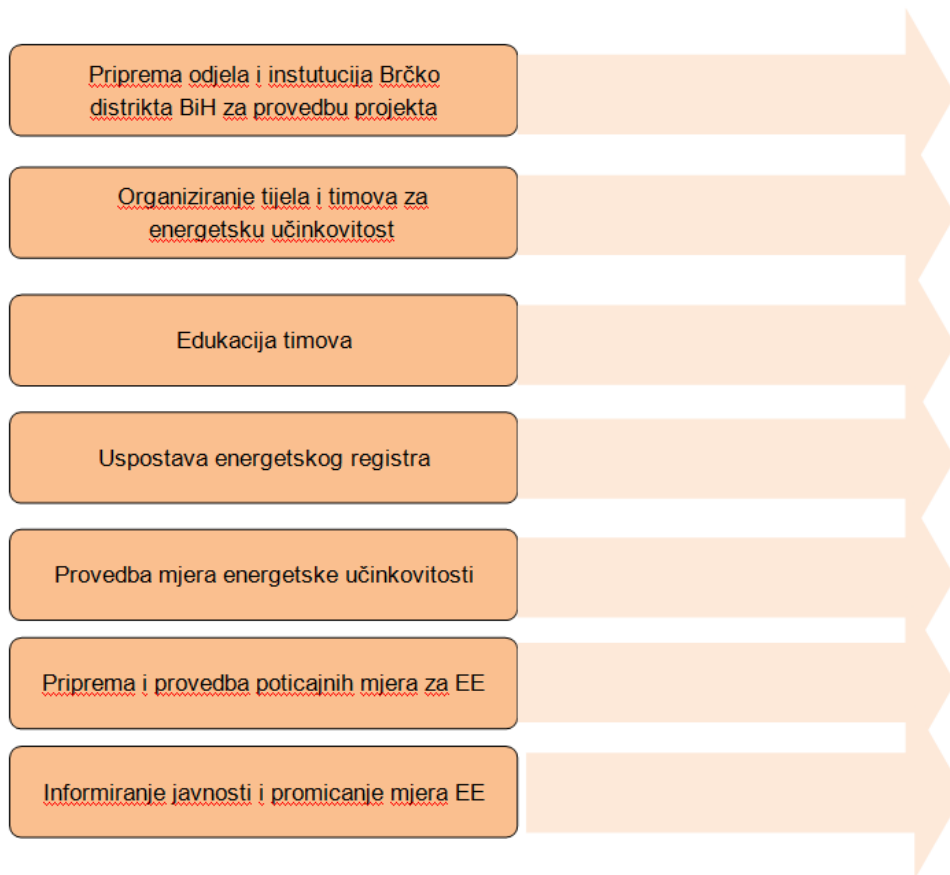 Priprema odjela i instutucija Brčko
distrikta BiH za provedbu projekta
Organiziranje tijela i timova za
energetsku učinkovitost
Edukacija timova
Uspostava energetskog registra
Provedba mjera energetske učinkovitosti
Priprema i provedba poticajnih mjera za EE
Informiranje javnosti i promicanje mjera EE